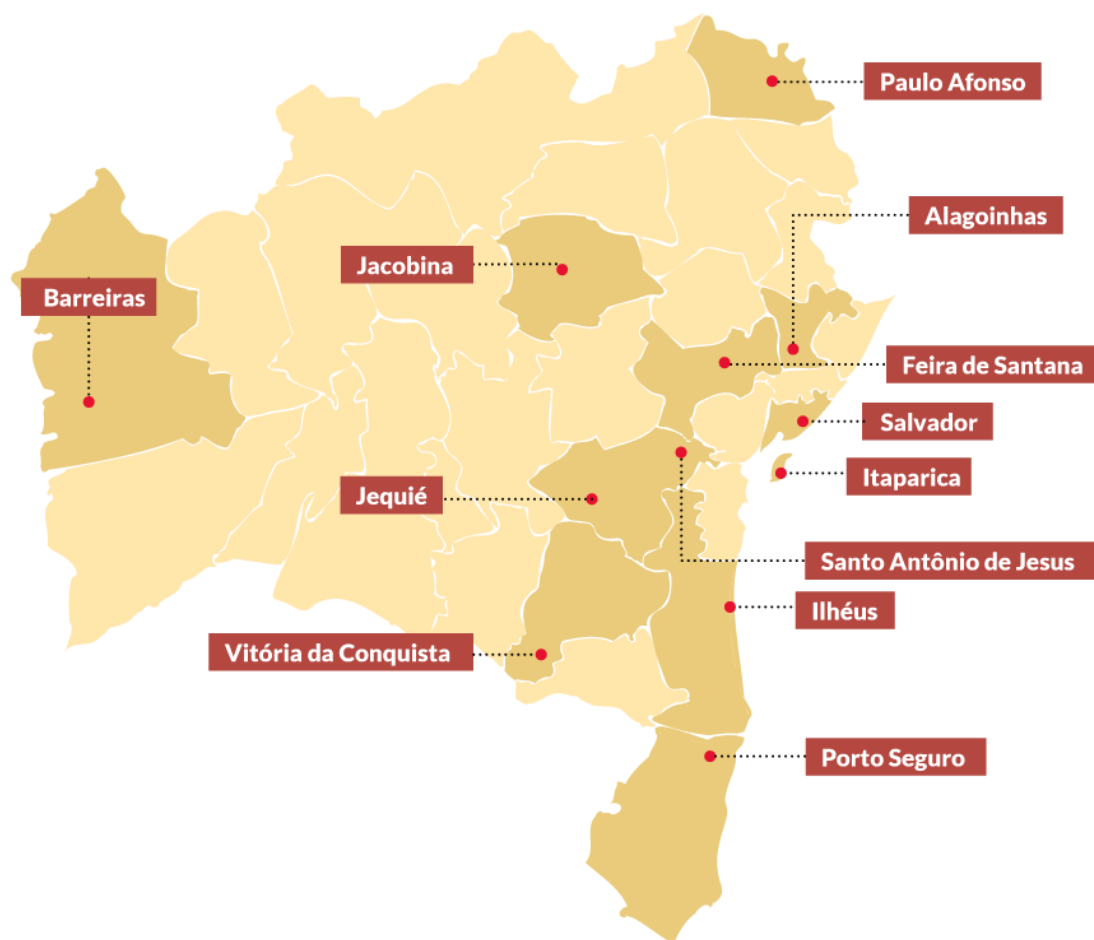 Paulo Afonso
Alagoinhas
Jacobina
Barreiras
Feira de Santana
Salvador
Itaparica
Jequié
Santo Antônio de Jesus
Ilhéus
Vitória da Conquista
Porto Seguro